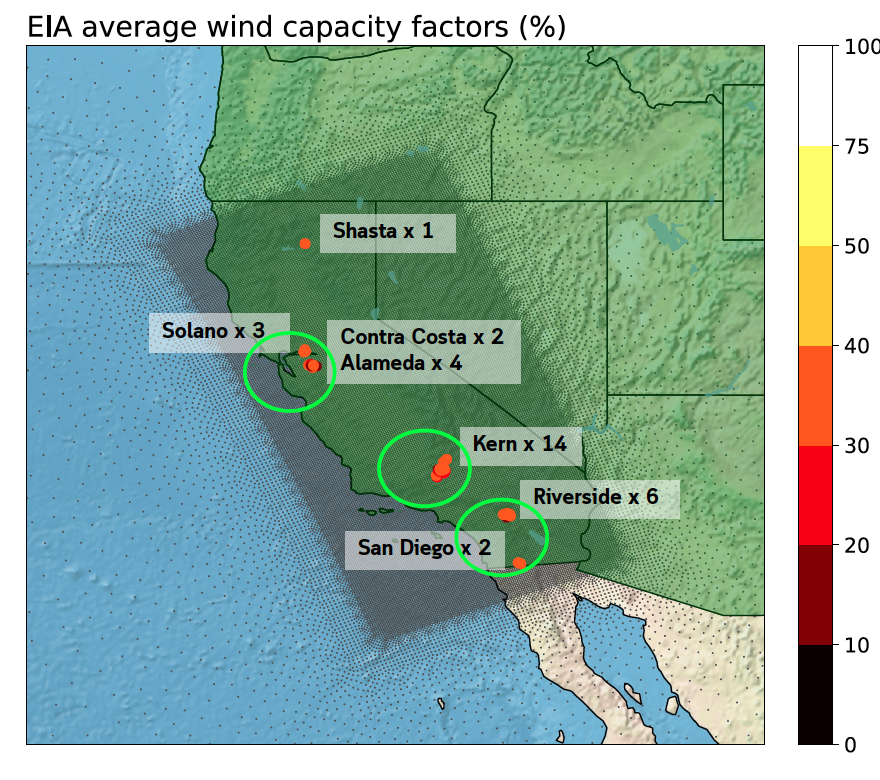 EIA average wind capacity factors (%)
100
75
50
40
30
20
10
0
Shasta x 1
Solano x 3
Contra Costa x 2
Alameda x 4
Kern x 14
Riverside x 6
San Diego x 2